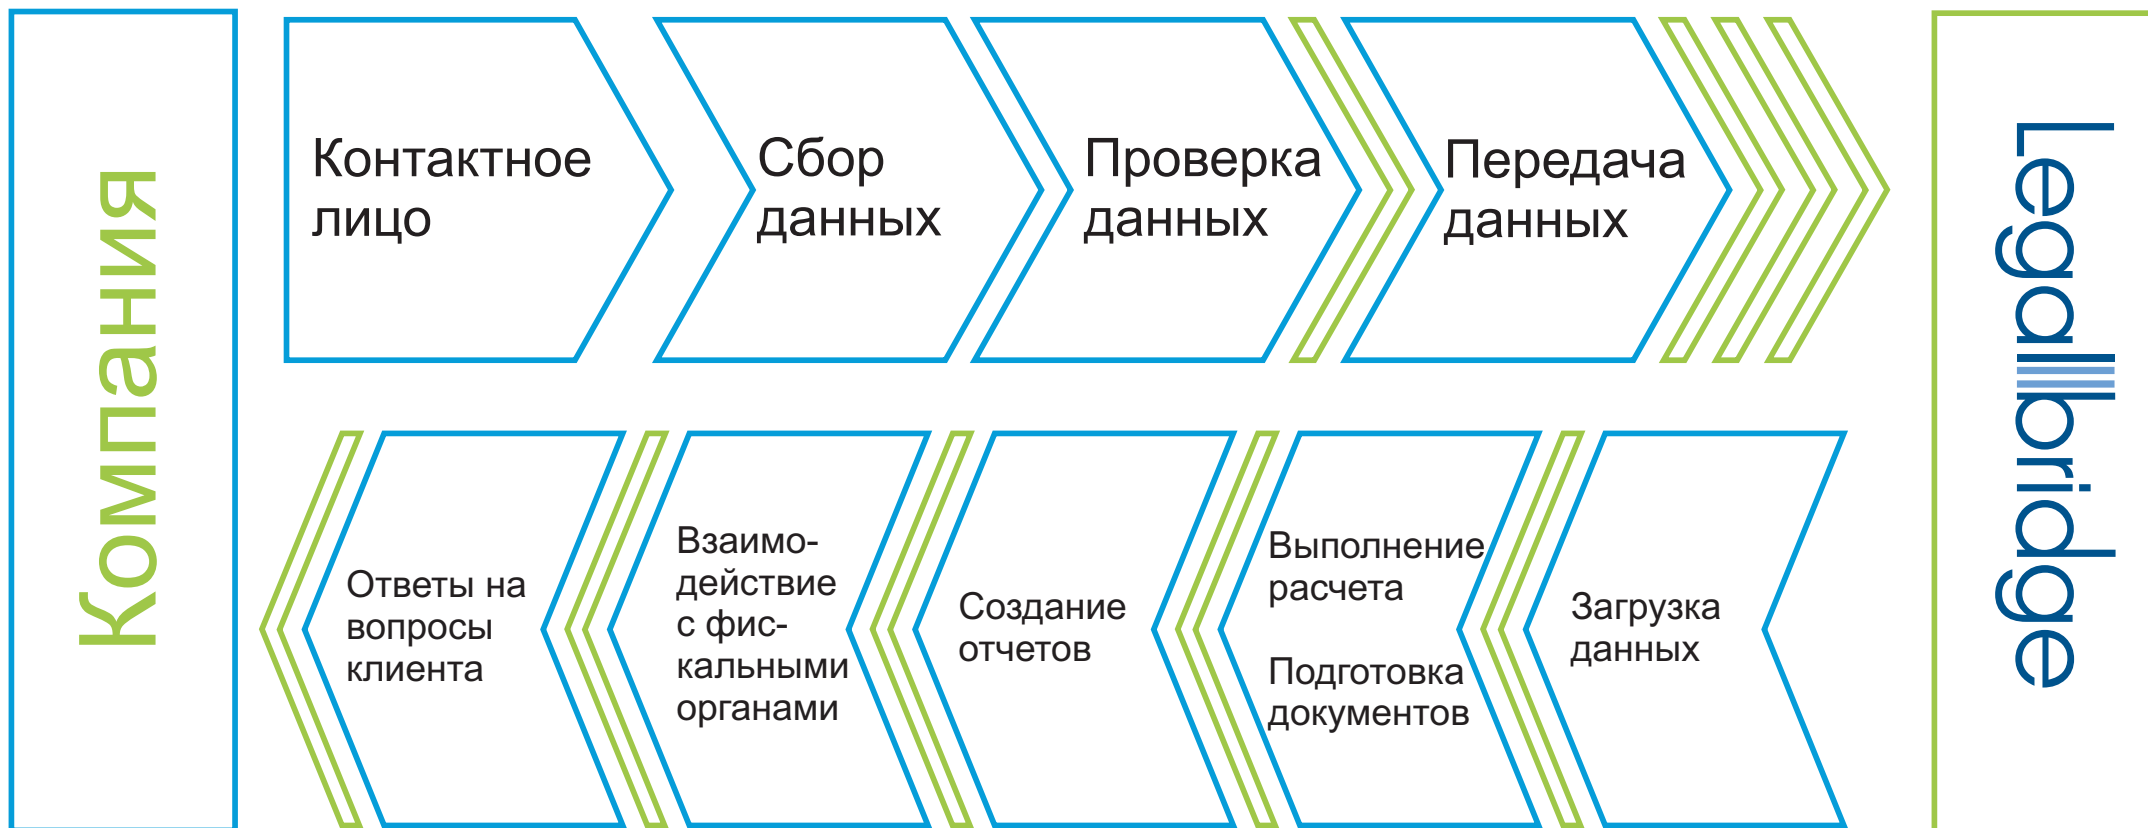 Компания
Контактное
лицо
Сбор
данных
Проверка
данных
Передача
данных
Legalbridge
Ответы на
вопросы
клиента
Взаимо-
действие
с фис-
кальными
органами
Создание
отчетов
Выполнение
расчета
Подготовка
документов
Загрузка
данных